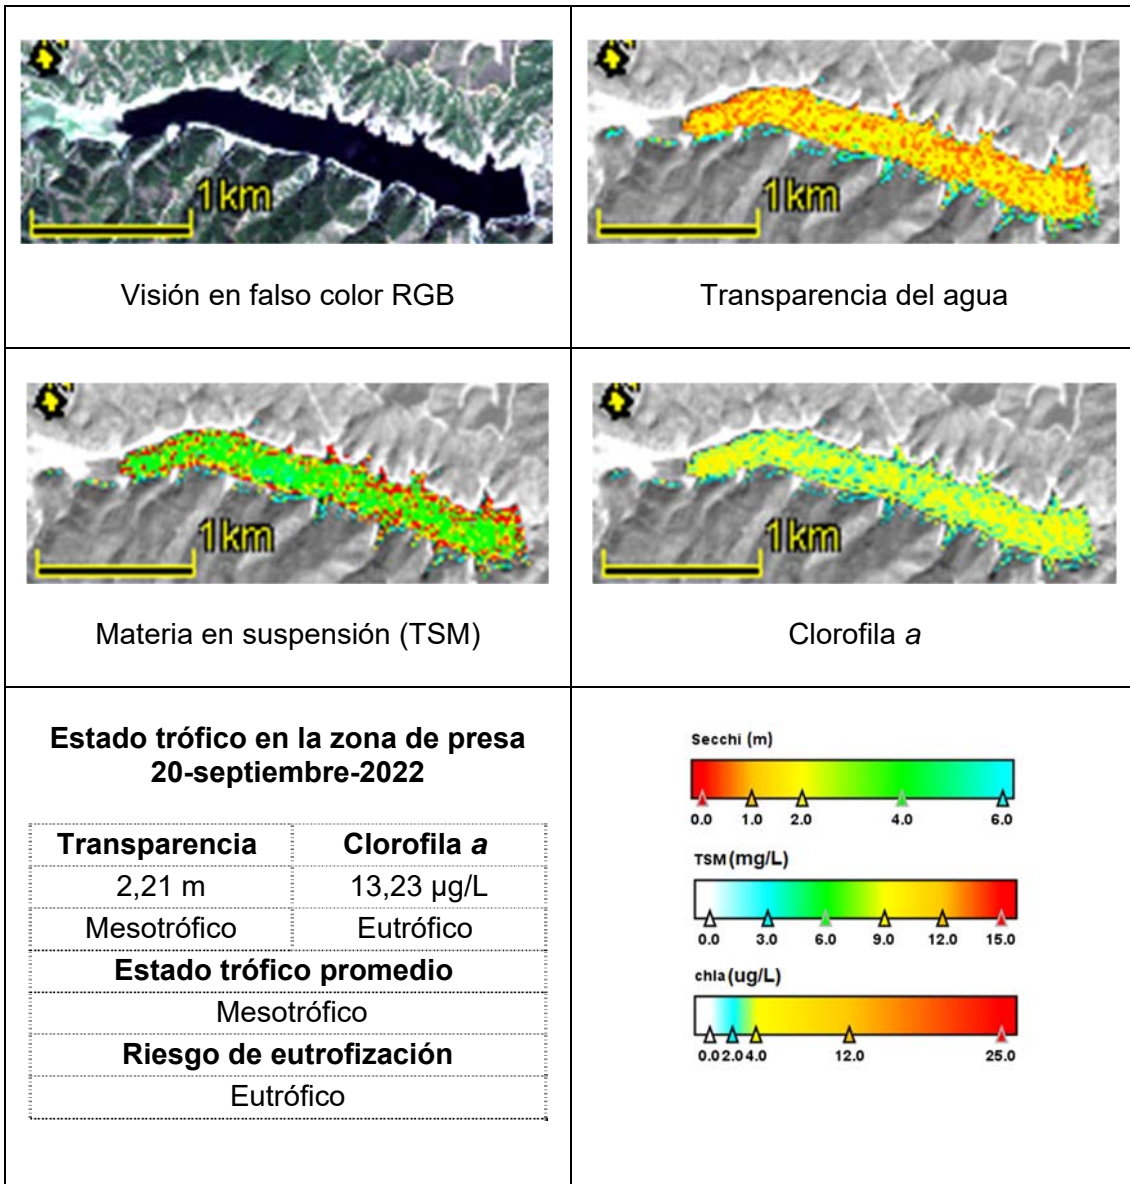 1 km
1 km
Visión en falso color RGB
Transparencia del agua
1 km
1 km
Materia en suspensión (TSM)
Clorofila a
Estado trófico en la zona de presa
20-septiembre-2022
Transparencia
Clorofila a
2,21 m
13,23 µg/L
Mesotrófico
Eutrófico
Estado trófico promedio
Mesotrófico
Riesgo de eutrofización
Eutrófico
Secchi (m)
0.0 1.0 2.0 4.0 6.0
TSM (mg/L)
0.0 3.0 6.0 9.0 12.0 15.0
chla (ug/L)
0.0 2.0 4.0 12.0 25.0